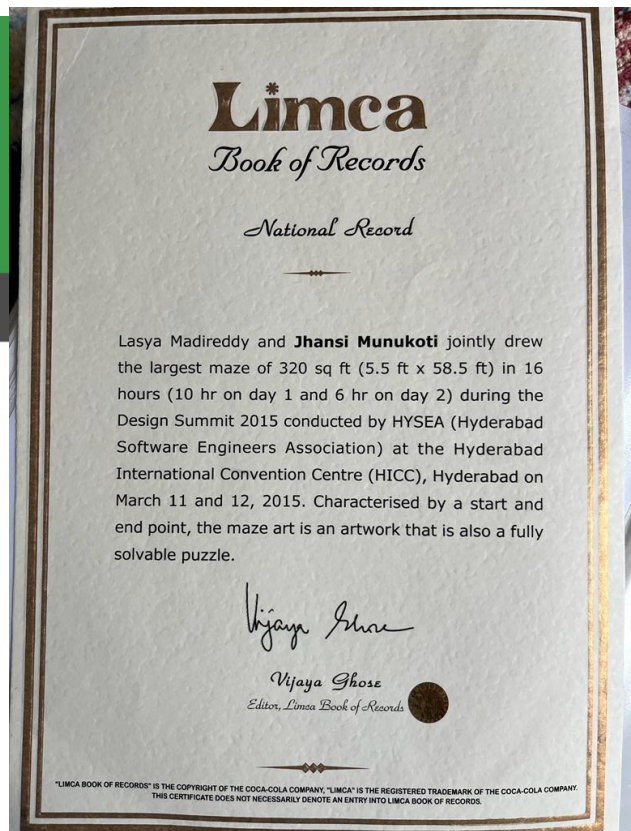 Limca
Book of Records
National Record
Lasya Madireddy and Jhansi Munukoti jointly drew
the largest maze of 320 sq ft (5.5 ft x 58.5 ft) in 16
hours (10 hr on day 1 and 6 hr on day 2) during the
Design Summit 2015 conducted by HYSEA (Hyderabad
Software Engineers Association) at the Hyderabad
International Convention Centre (HICC), Hyderabad on
March 11 and 12, 2015. Characterised by a start and
end point, the maze art is an artwork that is also a fully
solvable puzzle.
Vijaya Ghose
Vijaya Ghose
Editor, Limca Book of Records
"LIMCA BOOK OF RECORDS" IS THE COPYRIGHT OF THE COCA-COLA COMPANY, "LIMCA" IS THE REGISTERED TRADEMARK OF THE COCA-COLA COMPANY.
THIS CERTIFICATE DOES NOT NECESSARILY DENOTE AN ENTRY INTO LIMCA BOOK OF RECORDS.